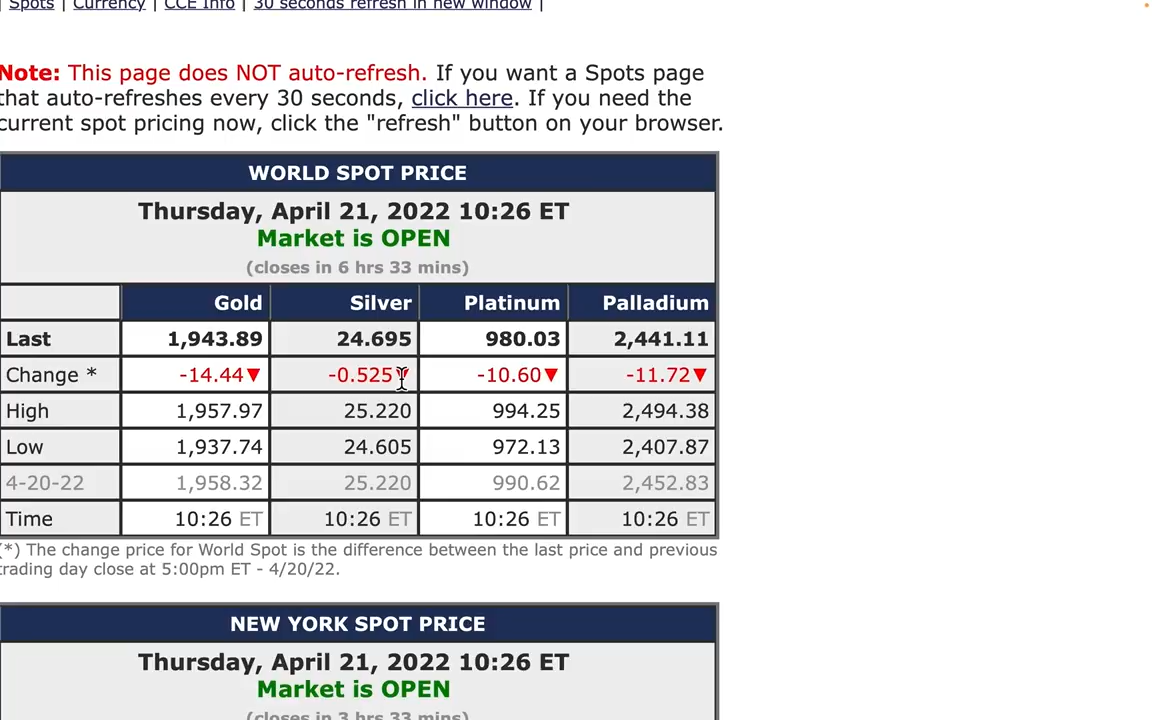 | Spots | Currency | CCE Info | 30 seconds refresh in new window |
Note: This page does NOT auto-refresh. If you want a Spots page
that auto-refreshes every 30 seconds, click here. If you need the
current spot pricing now, click the "refresh" button on your browser.
WORLD SPOT PRICE
Thursday, April 21, 2022 10:26 ET
Market is OPEN
(closes in 6 hrs 33 mins)
Gold Silver Platinum Palladium
Last 1,943.89 24.695 980.03 2,441.11
Change * -14.44▼ -0.525▼ -10.60▼ -11.72▼
High 1,957.97 25.220 994.25 2,494.38
Low 1,937.74 24.605 972.13 2,407.87
4-20-22 1,958.32 25.220 990.62 2,452.83
Time 10:26 ET 10:26 ET 10:26 ET 10:26 ET
(*) The change price for World Spot is the difference between the last price and previous
trading day close at 5:00pm ET - 4/20/22.
NEW YORK SPOT PRICE
Thursday, April 21, 2022 10:26 ET
Market is OPEN
(closes in 3 hrs 33 mins)